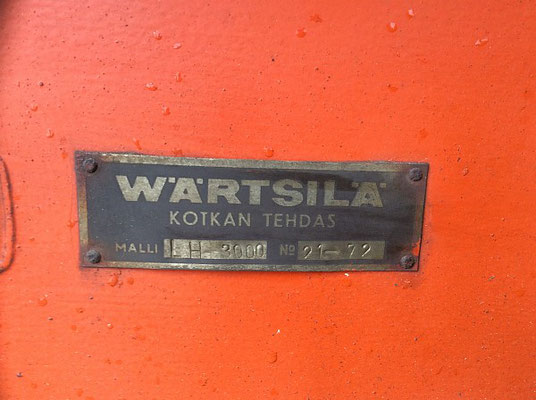 WÄRTSILÄ
KOTKAN TEHDAS
MALLI H-3000 Nº 21-72